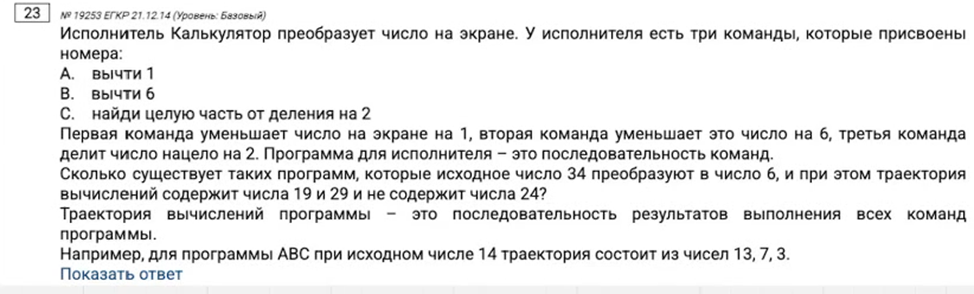 23 № 19253 ЕГКР 21.12.14 (Уровень: Базовый)
Исполнитель Калькулятор преобразует число на экране. У исполнителя есть три команды, которые присвоены
номера:
A. вычти 1
B. вычти 6
C. найди целую часть от деления на 2
Первая команда уменьшает число на экране на 1, вторая команда уменьшает это число на 6, третья команда
делит число нацело на 2. Программа для исполнителя – это последовательность команд.
Сколько существует таких программ, которые исходное число 34 преобразуют в число 6, и при этом траектория
вычислений содержит числа 19 и 29 и не содержит числа 24?
Траектория вычислений программы – это последовательность результатов выполнения всех команд
программы.
Например, для программы ABC при исходном числе 14 траектория состоит из чисел 13, 7, 3.
Показать ответ